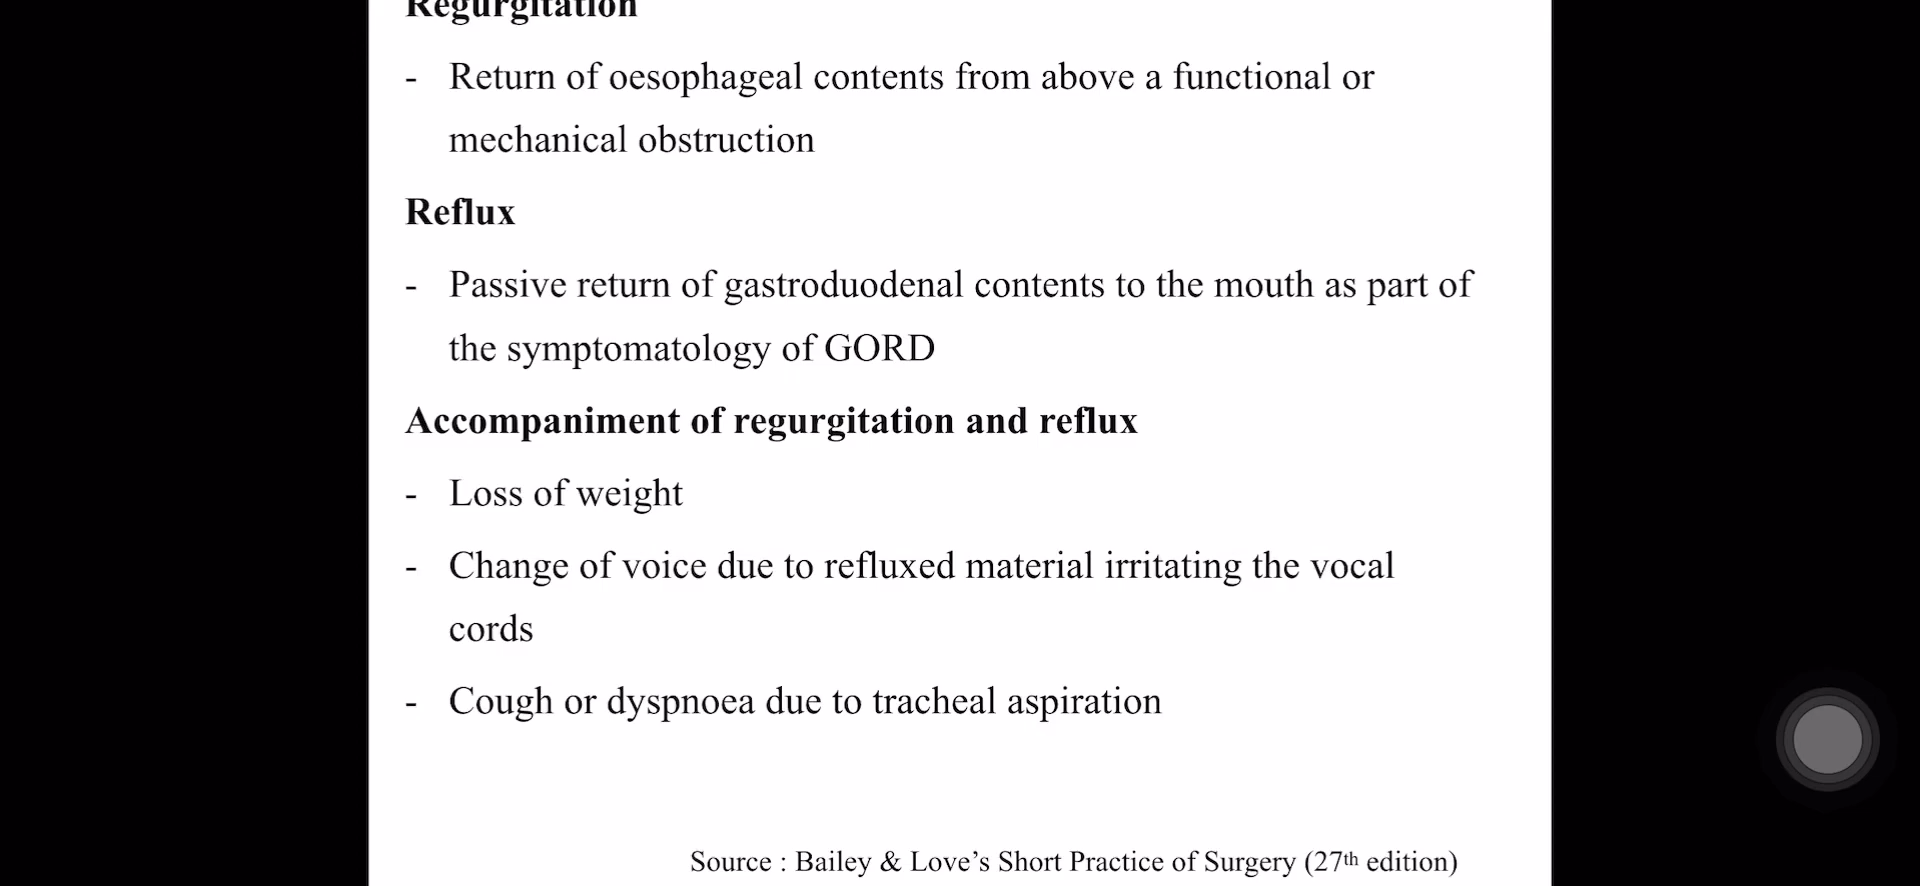 Regurgitation
- Return of oesophageal contents from above a functional or
mechanical obstruction
Reflux
- Passive return of gastroduodenal contents to the mouth as part of
the symptomatology of GORD
Accompaniment of regurgitation and reflux
- Loss of weight
- Change of voice due to refluxed material irritating the vocal
cords
- Cough or dyspnoea due to tracheal aspiration
Source : Bailey & Love’s Short Practice of Surgery (27th edition)